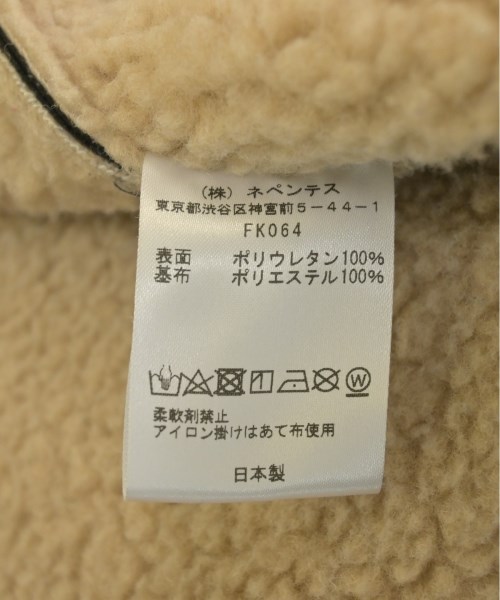 (株) ネペンテス
東京都渋谷区神宮前5-44-1
FK064
表面 ポリウレタン100%
基布 ポリエステル100%
W
柔軟剤禁止
アイロン掛けはあて布使用
日本製